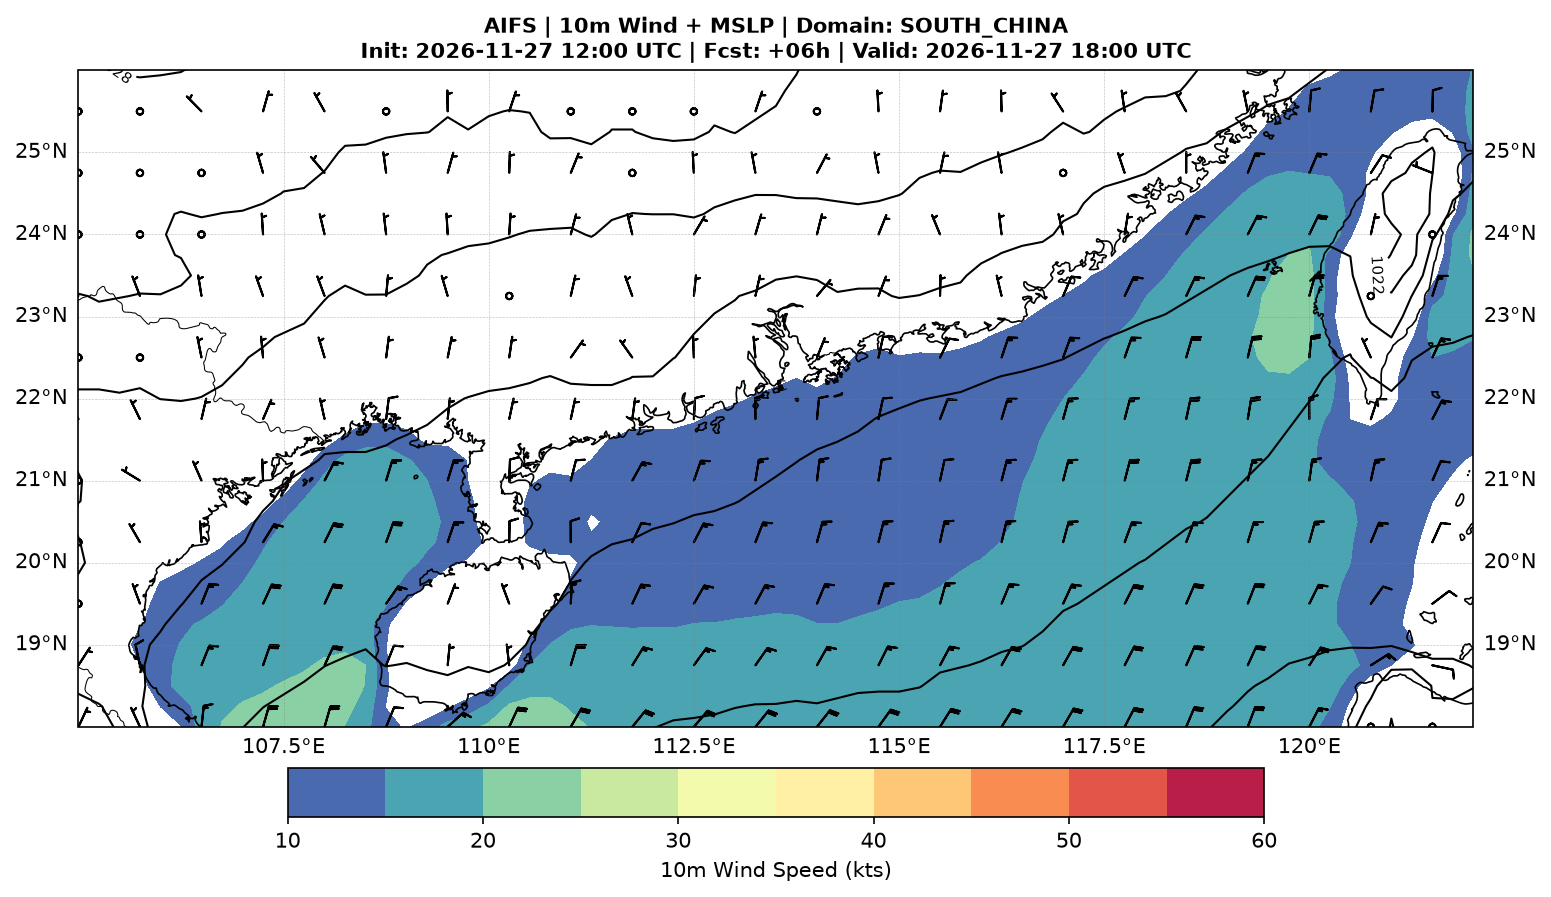 AIFS | 10m Wind + MSLP | Domain: SOUTH_CHINA
Init: 2026-11-27 12:00 UTC | Fcst: +06h | Valid: 2026-11-27 18:00 UTC
28
25°N 25°N
24°N 24°N
1022
23°N 23°N
22°N 22°N
21°N 21°N
20°N 20°N
19°N 19°N
107.5°E 110°E 112.5°E 115°E 117.5°E 120°E
10 20 30 40 50 60
10m Wind Speed (kts)